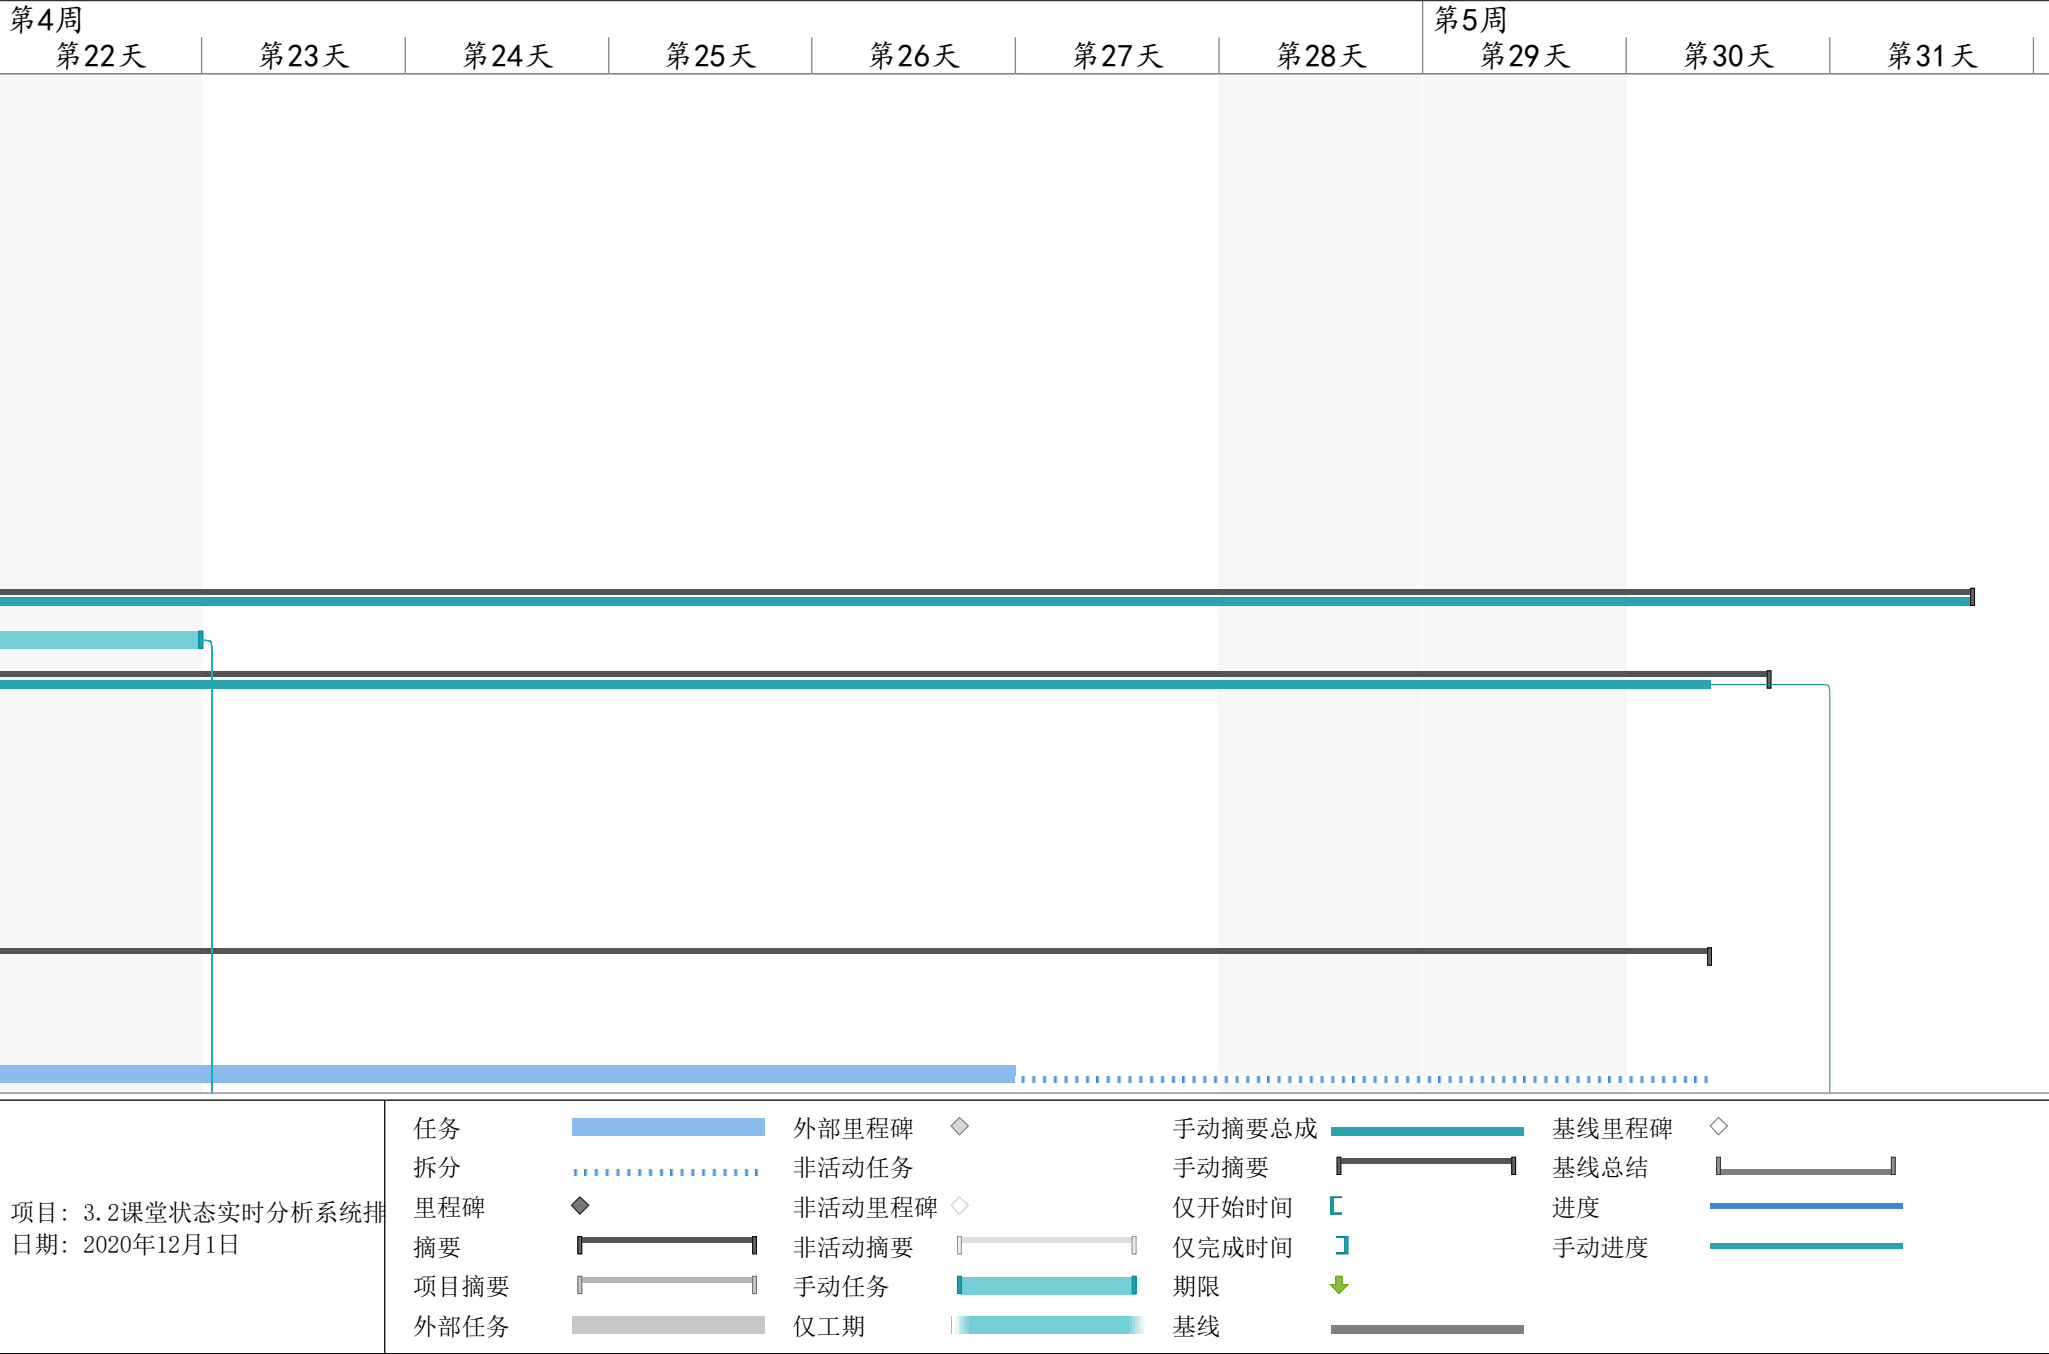 第4周 第5周
第22天 第23天 第24天 第25天 第26天 第27天 第28天 第29天 第30天 第31天
项目: 3.2课堂状态实时分析系统排
日期: 2020年12月1日
任务
拆分
里程碑
摘要
项目摘要
外部任务
外部里程碑
非活动任务
非活动里程碑
非活动摘要
手动任务
仅工期
手动摘要总成
手动摘要
仅开始时间
仅完成时间
期限
基线
基线里程碑
基线总结
进度
手动进度